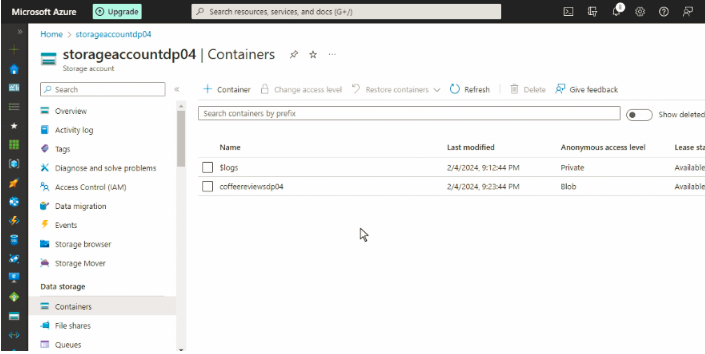 Microsoft Azure
Upgrade
Search resources, services, and docs (G+/)
1
Home > storageaccountdp04
storageaccountdp04 | Containers
Storage account
Search
Container
Change access level
Restore containers
Refresh
Delete
Give feedback
Overview
Activity log
Tags
Diagnose and solve problems
Access Control (IAM)
Data migration
Events
Storage browser
Storage Mover
Data storage
Containers
File shares
Queues
Search containers by prefix
Show deleted
Name Last modified Anonymous access level Lease sta
$logs 2/4/2024, 9:12:44 PM Private Available
coffeereviewsdp04 2/4/2024, 9:23:44 PM Blob Available